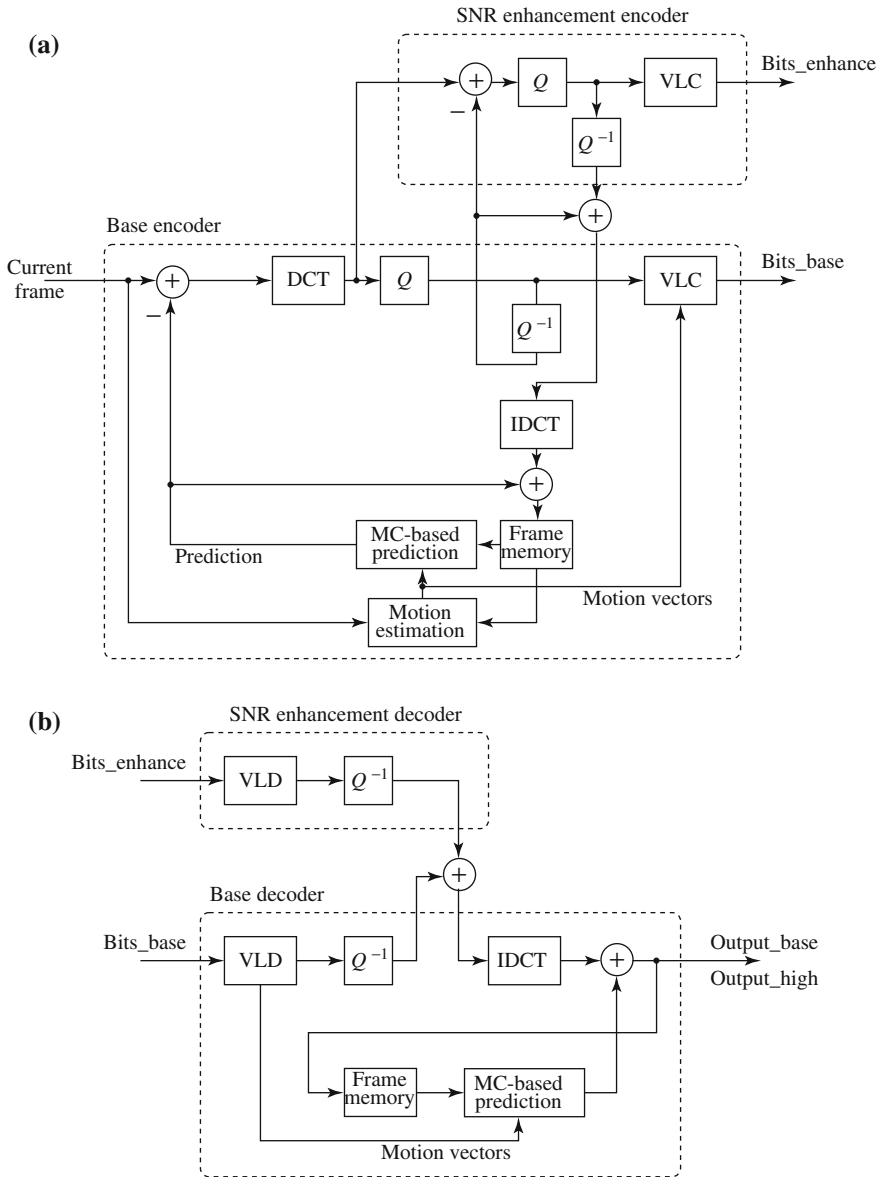 (a)
SNR enhancement encoder
Bits_enhance
+
−
Q
VLC
Q −1
+
Base encoder
Current
frame
+
−
DCT
Q
VLC
Bits_base
Q −1
IDCT
+
Prediction
MC-based
prediction
Frame
memory
Motion vectors
Motion
estimation
(b)
SNR enhancement decoder
Bits_enhance
VLD
Q −1
+
Base decoder
Bits_base
VLD
Q −1
IDCT
+
Output_base
Output_high
Frame
memory
MC-based
prediction
Motion vectors